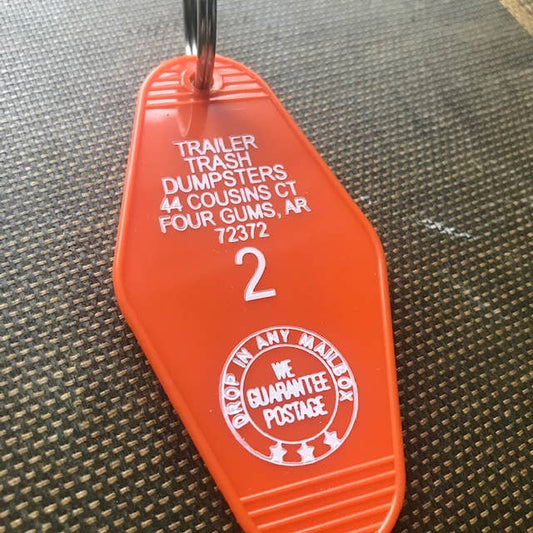 TRAILER
TRASH
DUMPSTERS
44 COUSINS CT
FOUR GUMS, AR
72372
2
DROP IN ANY MAILBOX
WE
GUARANTEE
POSTAGE